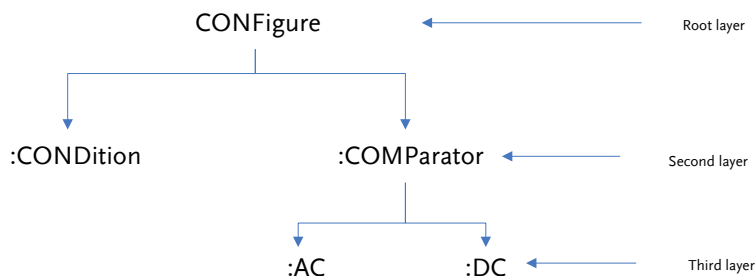 CONFigure
Root layer
:CONDition
:COMParator
Second layer
:AC
:DC
Third layer